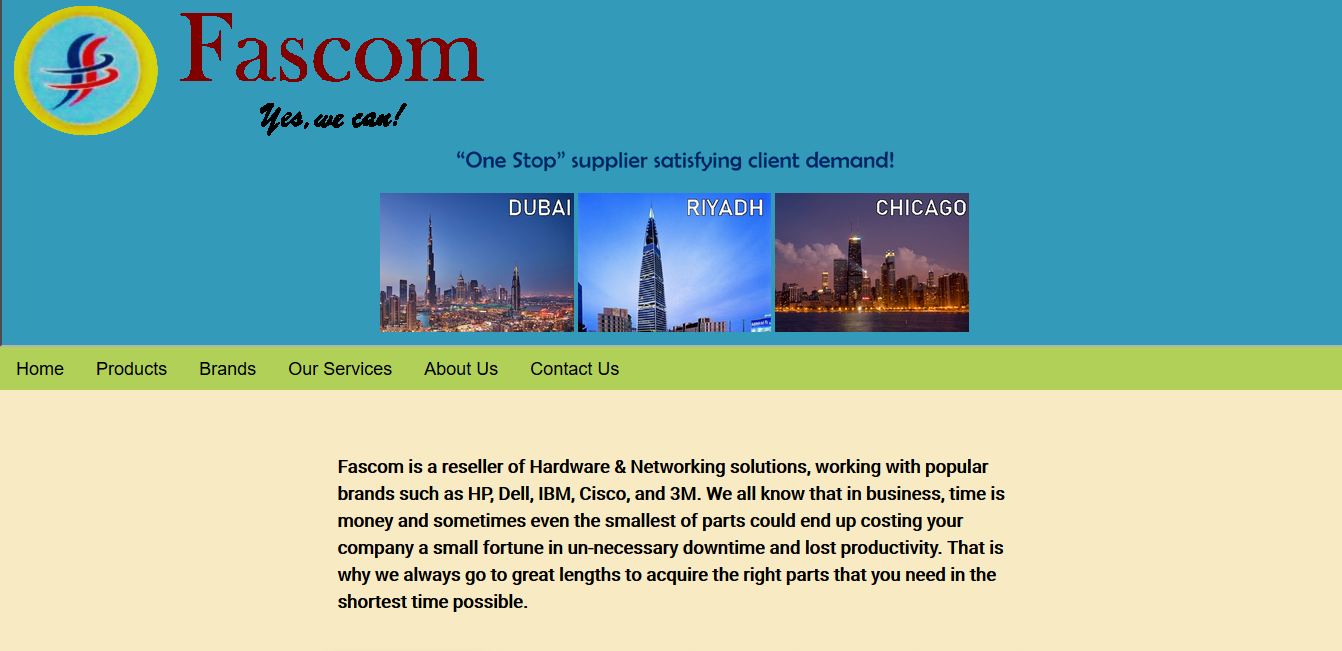 Fascom
Yes, we can!
“One Stop” supplier satisfying client demand!
DUBAI
RIYADH
CHICAGO
Home Products Brands Our Services About Us Contact Us
Fascom is a reseller of Hardware & Networking solutions, working with popular
brands such as HP, Dell, IBM, Cisco, and 3M. We all know that in business, time is
money and sometimes even the smallest of parts could end up costing your
company a small fortune in un-necessary downtime and lost productivity. That is
why we always go to great lengths to acquire the right parts that you need in the
shortest time possible.